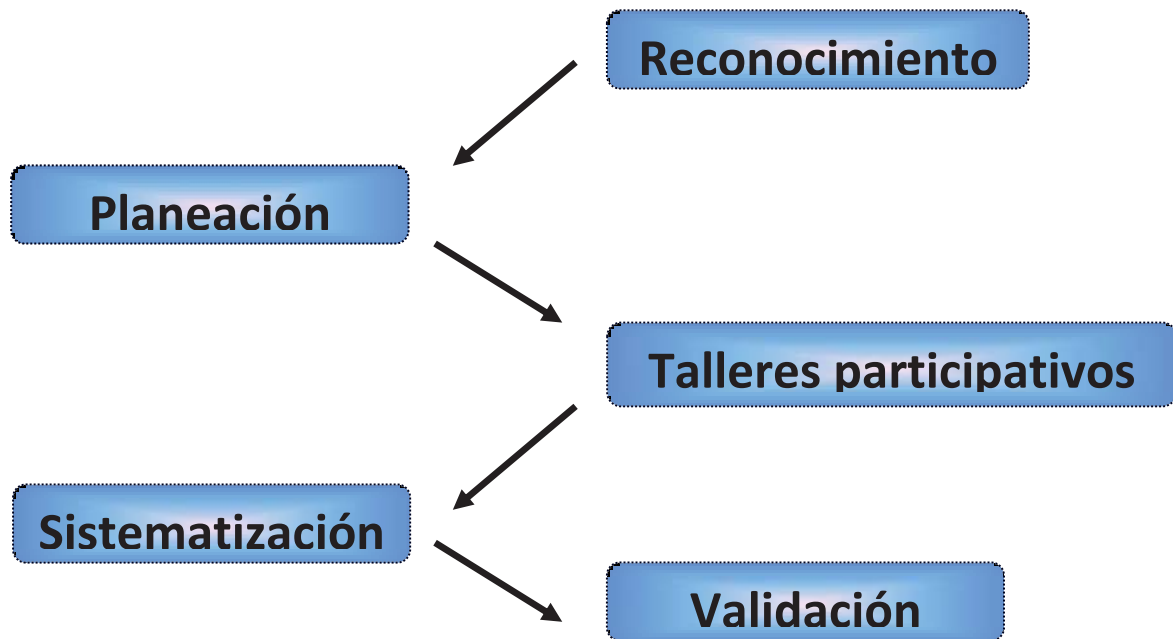 Reconocimiento
Planeación
Talleres participativos
Sistematización
Validación